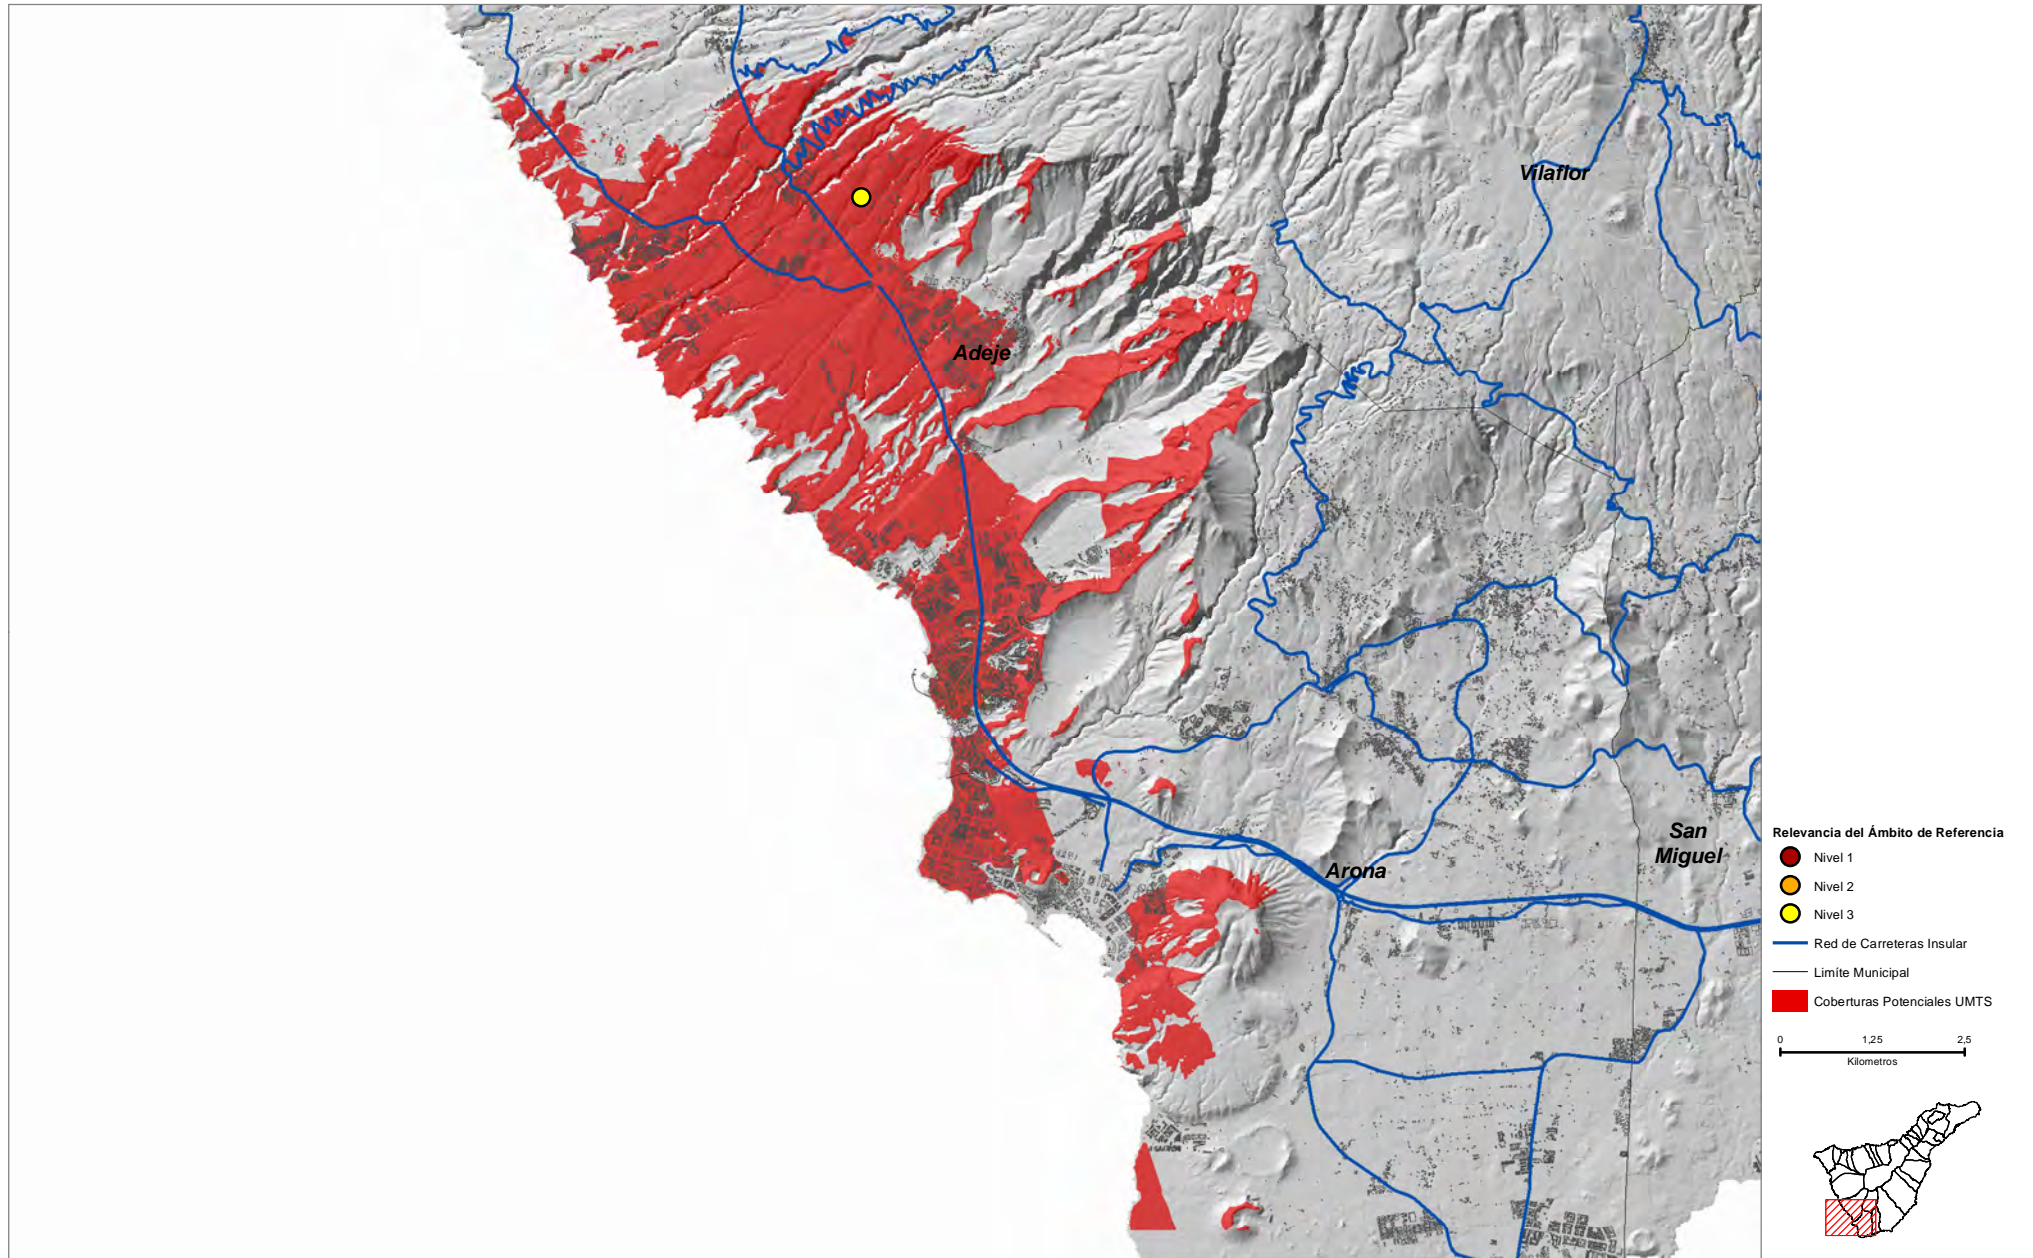 Vilaflor
Adeje
San
Miguel
Arona
Relevancia del Ámbito de Referencia
Nivel 1
Nivel 2
Nivel 3
Red de Carreteras Insular
Limíte Municipal
Coberturas Potenciales UMTS
0 1,25 2,5
Kilometros